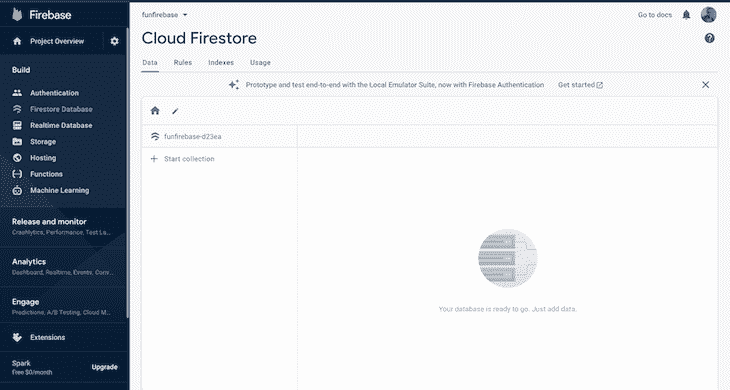 Firebase
Project Overview
Build
Authentication
Firestore Database
Realtime Database
Storage
Hosting
Functions
Machine Learning
Release and monitor
Crashlytics, Performance, Test La...
Analytics
Dashboard, Realtime, Events, Conv...
Engage
Predictions, A/B Testing, Cloud M...
Extensions
Spark
Free $0/month
Upgrade
funfirebase
Go to docs
Cloud Firestore
Data Rules Indexes Usage
Prototype and test end-to-end with the Local Emulator Suite, now with Firebase Authentication Get started
funfirebase-d23ea
Start collection
Your database is ready to go. Just add data.